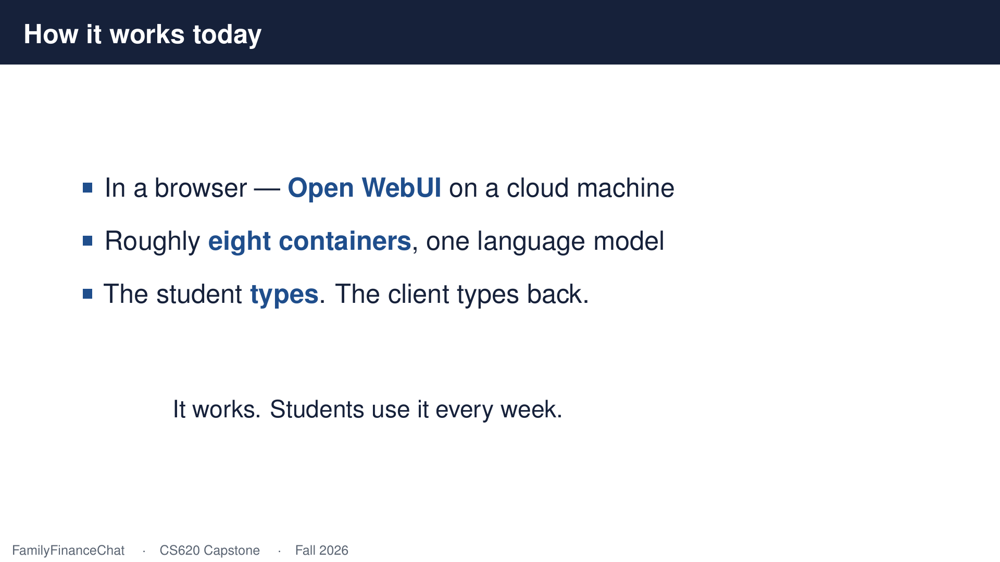 How it works today
In a browser — Open WebUI on a cloud machine
Roughly eight containers, one language model
The student types. The client types back.
It works. Students use it every week.
FamilyFinanceChat · CS620 Capstone · Fall 2026